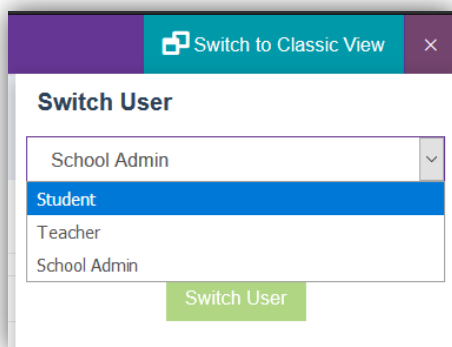 Switch to Classic View ×
Switch User
School Admin
Student
Teacher
School Admin
Switch User